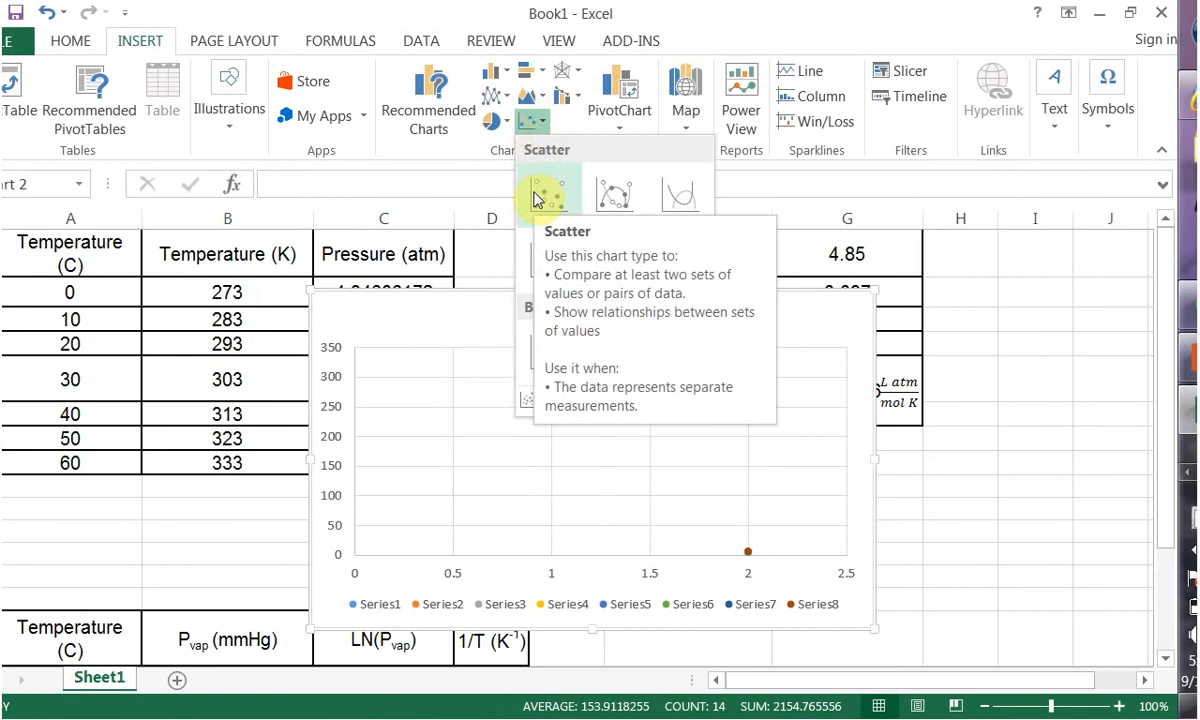 Book1 - Excel
?
LE HOME INSERT PAGE LAYOUT FORMULAS DATA REVIEW VIEW ADD-INS
Sign in
Table
Recommended
PivotTables
Table
Tables
Illustrations
Store
My Apps
Apps
Recommended
Charts
Char
PivotChart
Map
Power
View
Reports
Line
Column
Win/Loss
Sparklines
Slicer
Timeline
Filters
Hyperlink
Links
Text
Symbols
Scatter
art 2
fx
Scatter
Use this chart type to:
• Compare at least two sets of
values or pairs of data.
• Show relationships between sets
of values
Use it when:
• The data represents separate
measurements.
B
A B C D G H I J
Temperature
(C)
Temperature (K)
Pressure (atm)
4.85
0 273
10 283
20 293
30 303
L atm
mol K
40 313
50 323
60 333
350
300
250
200
150
100
50
0
0 0.5 1 1.5 2 2.5
Series1 Series2 Series3 Series4 Series5 Series6 Series7 Series8
Temperature
(C)
Pvap (mmHg)
LN(Pvap)
1/T (K-1)
Sheet1
Y
AVERAGE: 153.9118255 COUNT: 14 SUM: 2154.765556
100%
9/1